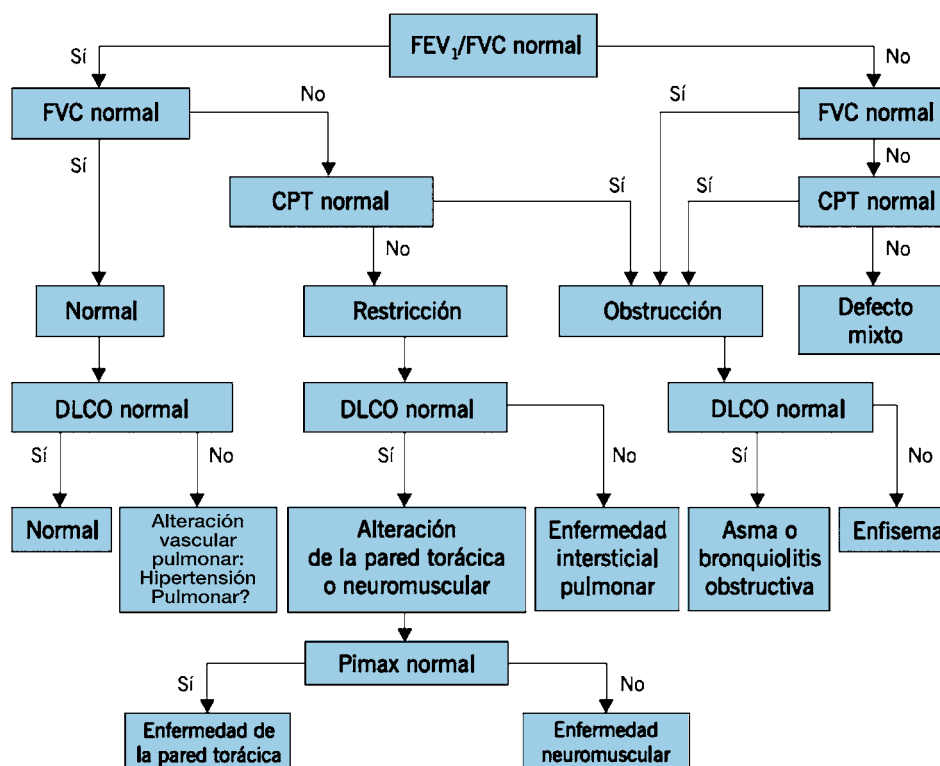 FEV1/FVC normal
Sí
No
FVC normal
No
Sí
FVC normal
Sí
No
CPT normal
Sí
Sí
CPT normal
No
No
Normal
Restricción
Obstrucción
Defecto
mixto
DLCO normal
DLCO normal
DLCO normal
Sí
No
Sí
No
Sí
No
Normal
Alteración
vascular
pulmonar:
Hipertensión
Pulmonar?
Alteración
de la pared torácica
o neuromuscular
Enfermedad
intersticial
pulmonar
Asma o
bronquiolitis
obstructiva
Enfisema
Pimax normal
Sí
No
Enfermedad de
la pared torácica
Enfermedad
neuromuscular